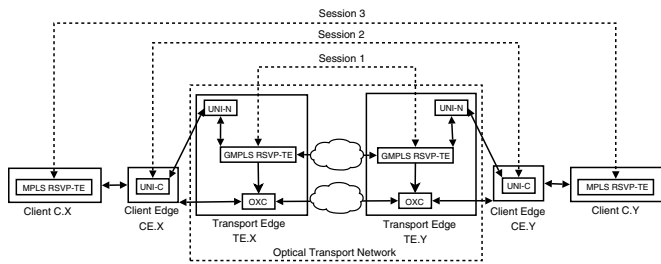 Session 3
Session 2
Session 1
UNI-N
UNI-N
GMPLS RSVP-TE
GMPLS RSVP-TE
MPLS RSVP-TE
UNI-C
UNI-C
MPLS RSVP-TE
OXC
OXC
Client C.X
Client Edge
CE.X
Transport Edge
TE.X
Transport Edge
TE.Y
Client Edge
CE.Y
Client C.Y
Optical Transport Network